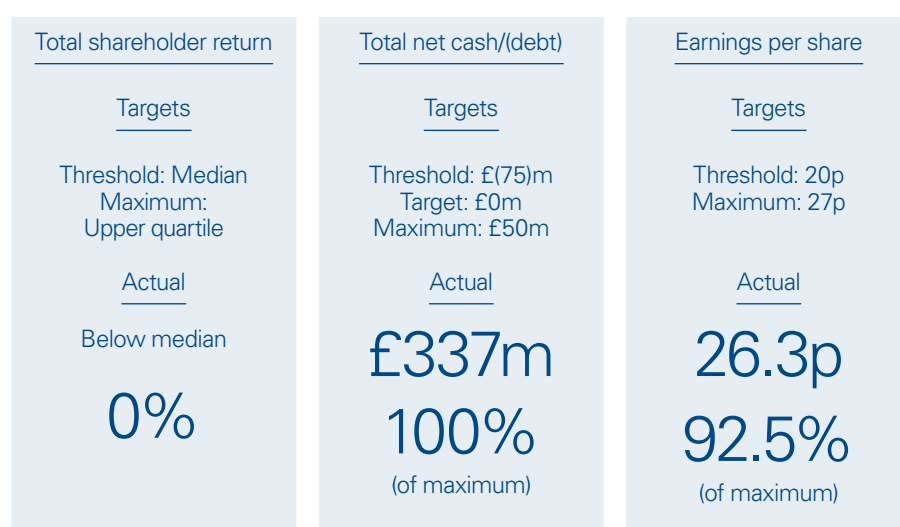 Total shareholder return
Targets
Threshold: Median
Maximum:
Upper quartile
Actual
Below median
0%
Total net cash/(debt)
Targets
Threshold: £(75)m
Target: £0m
Maximum: £50m
Actual
£337m
100%
(of maximum)
Earnings per share
Targets
Threshold: 20p
Maximum: 27p
Actual
26.3p
92.5%
(of maximum)